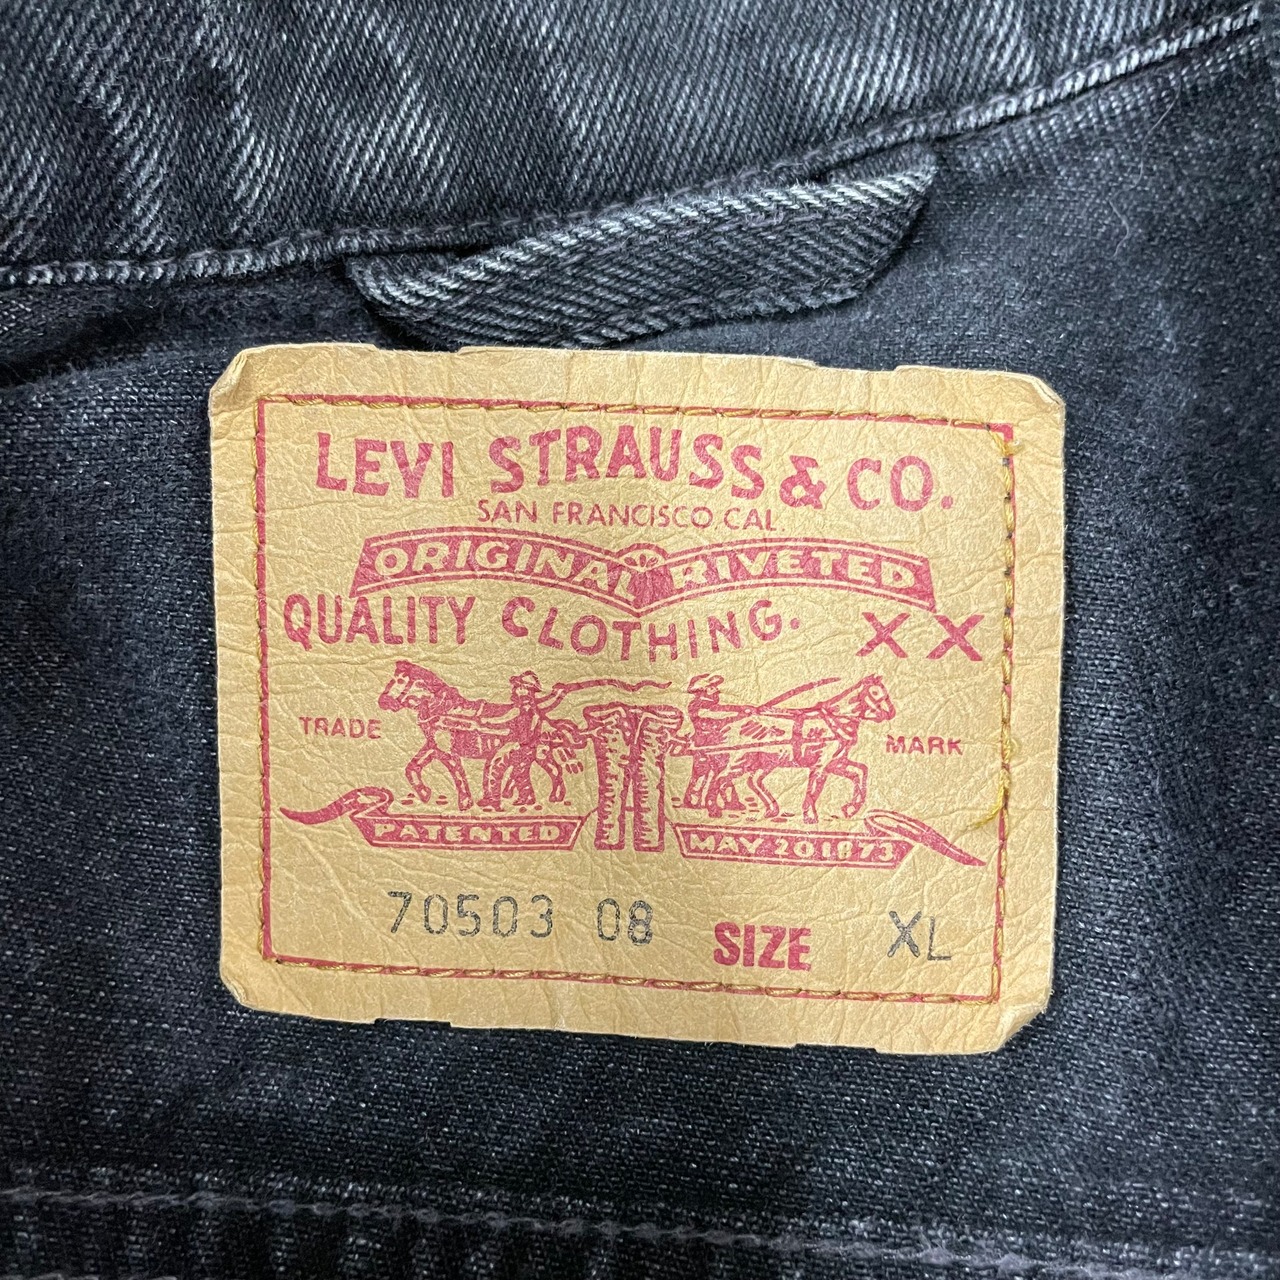 LEVI STRAUSS & CO.
SAN FRANCISCO, CAL.
ORIGINAL RIVETED
QUALITY CLOTHING. XX
TRADE MARK
PATENTED MAY 20 1873
70503 08 SIZE XL